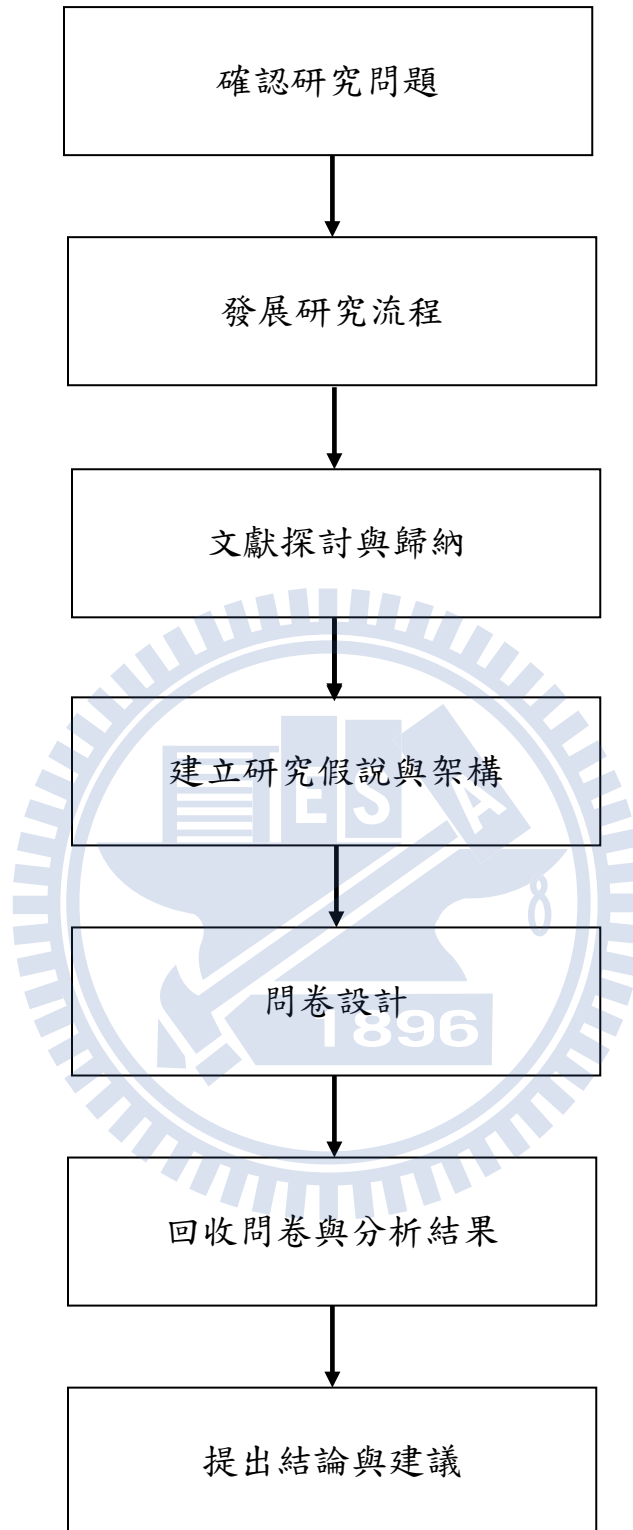 確認研究問題
發展研究流程
文獻探討與歸納
建立研究假說與架構
E S A
問卷設計
1896
回收問卷與分析結果
提出結論與建議